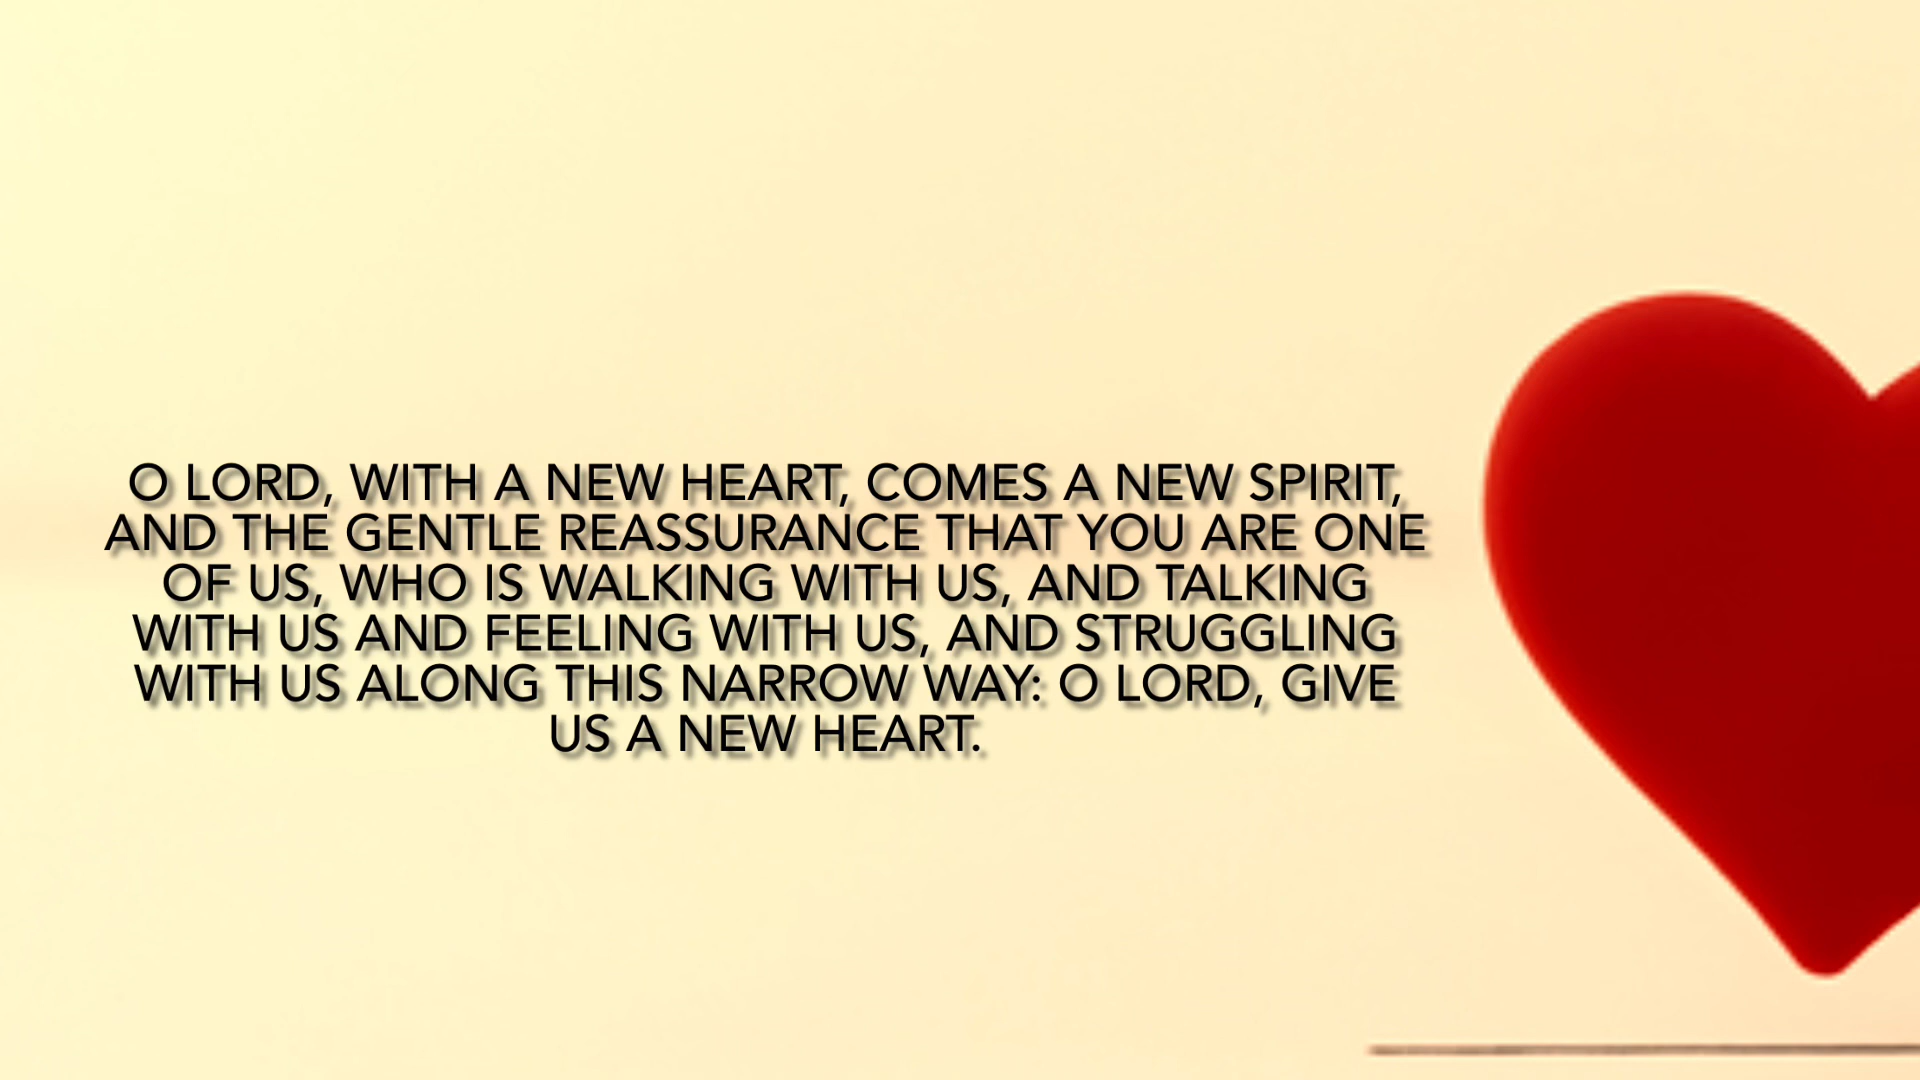 O LORD, WITH A NEW HEART, COMES A NEW SPIRIT,
AND THE GENTLE REASSURANCE THAT YOU ARE ONE
OF US, WHO IS WALKING WITH US, AND TALKING
WITH US AND FEELING WITH US, AND STRUGGLING
WITH US ALONG THIS NARROW WAY: O LORD, GIVE
US A NEW HEART.